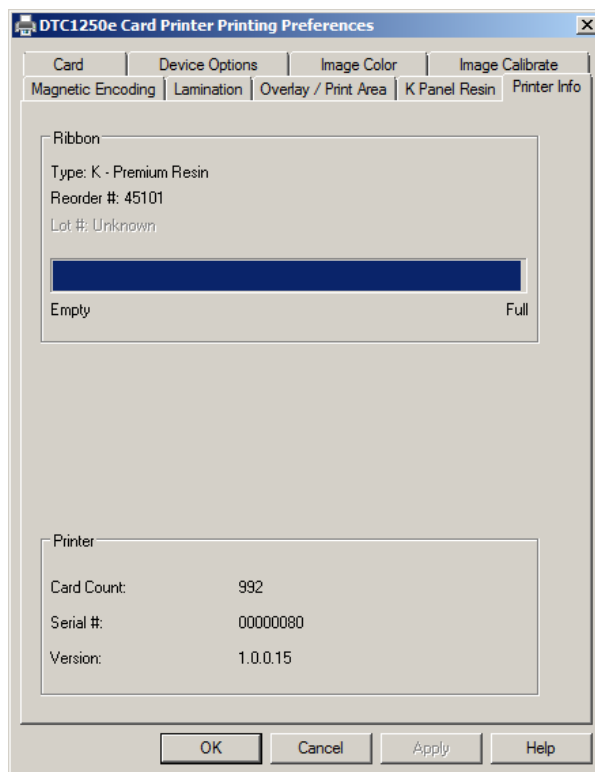 DTC1250e Card Printer Printing Preferences
Card Device Options Image Color Image Calibrate
Magnetic Encoding Lamination Overlay / Print Area K Panel Resin Printer Info
Ribbon
Type: K - Premium Resin
Reorder #: 45101
Lot #: Unknown
Empty Full
Printer
Card Count: 992
Serial #: 00000080
Version: 1.0.0.15
OK Cancel Apply Help